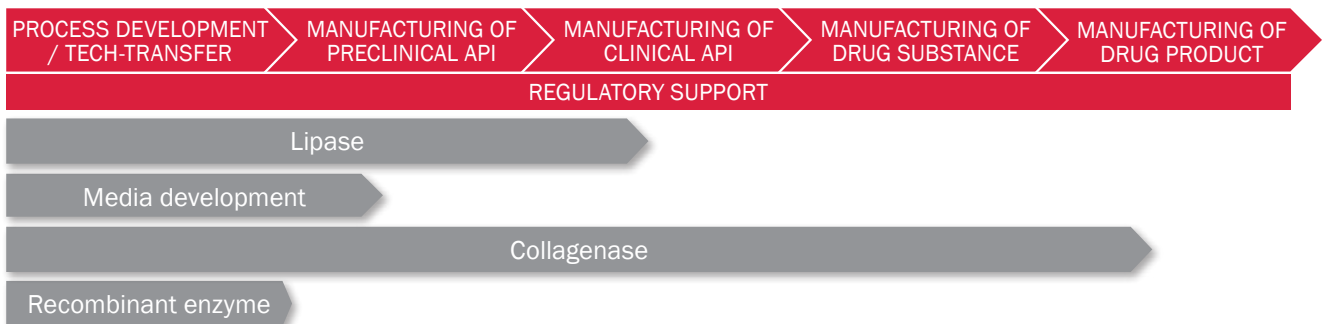 PROCESS DEVELOPMENT
/ TECH-TRANSFER
MANUFACTURING OF
PRECLINICAL API
MANUFACTURING OF
CLINICAL API
MANUFACTURING OF
DRUG SUBSTANCE
MANUFACTURING OF
DRUG PRODUCT
REGULATORY SUPPORT
Lipase
Media development
Collagenase
Recombinant enzyme